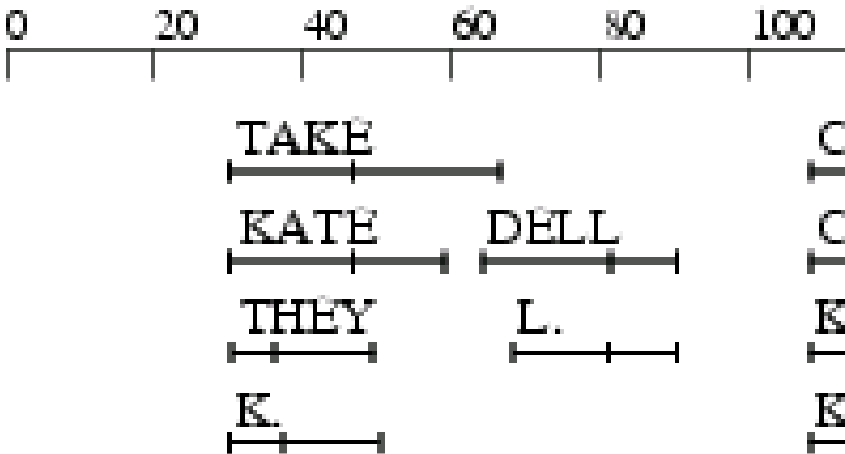 0 20 40 60 80 100
TAKE C
KATE DELL C
THEY L. K
K. K